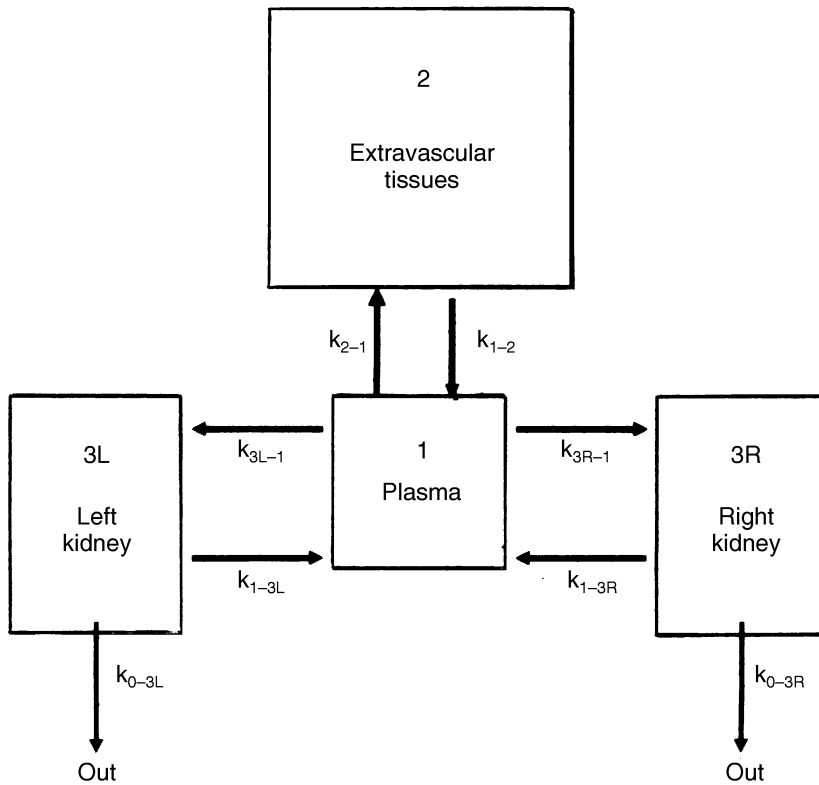 2
Extravascular
tissues
k₂₋₁
k₁₋₂
3L
Left
kidney
k₃L₋₁
k₁₋₃L
1
Plasma
k₃R₋₁
k₁₋₃R
3R
Right
kidney
k₀₋₃L
k₀₋₃R
Out
Out